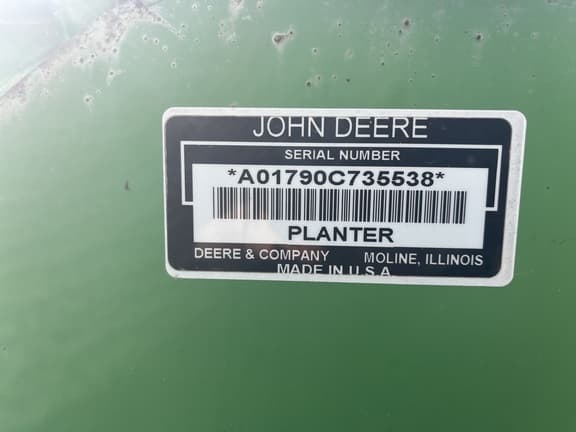 JOHN DEERE
SERIAL NUMBER
*A01790C735538*
PLANTER
DEERE & COMPANY MOLINE, ILLINOIS
MADE IN U.S.A